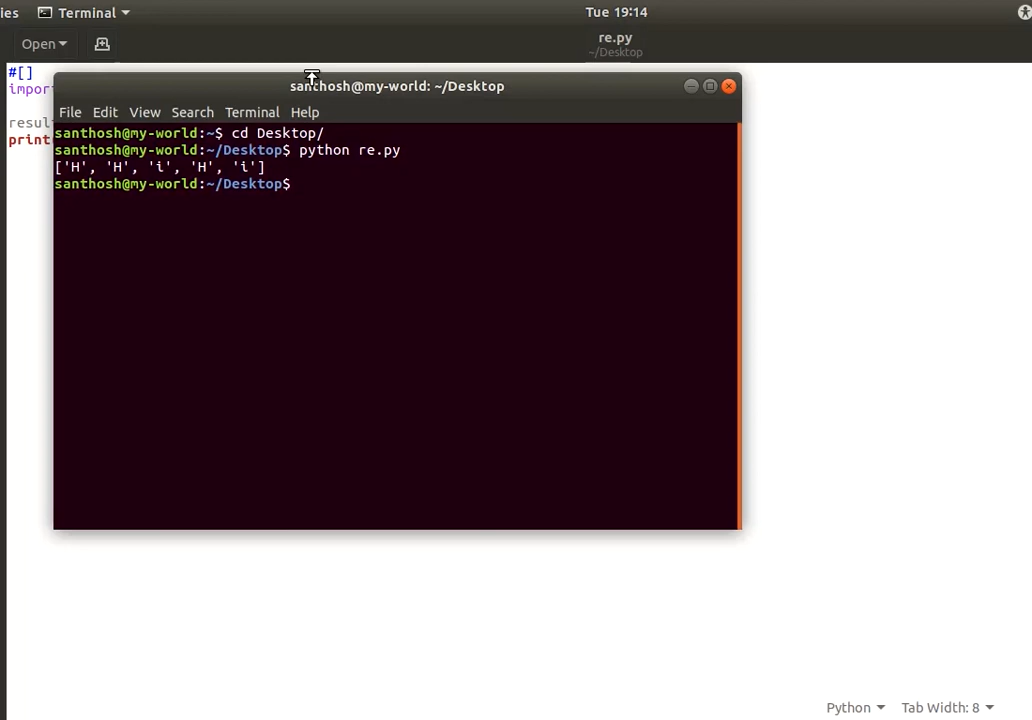 ies Terminal Tue 19:14
Open re.py
~/Desktop
#[]
impor
resul
print
santhosh@my-world: ~/Desktop
File Edit View Search Terminal Help
santhosh@my-world:~$ cd Desktop/
santhosh@my-world:~/Desktop$ python re.py
['H', 'H', 'i', 'H', 'i']
santhosh@my-world:~/Desktop$
Python Tab Width: 8